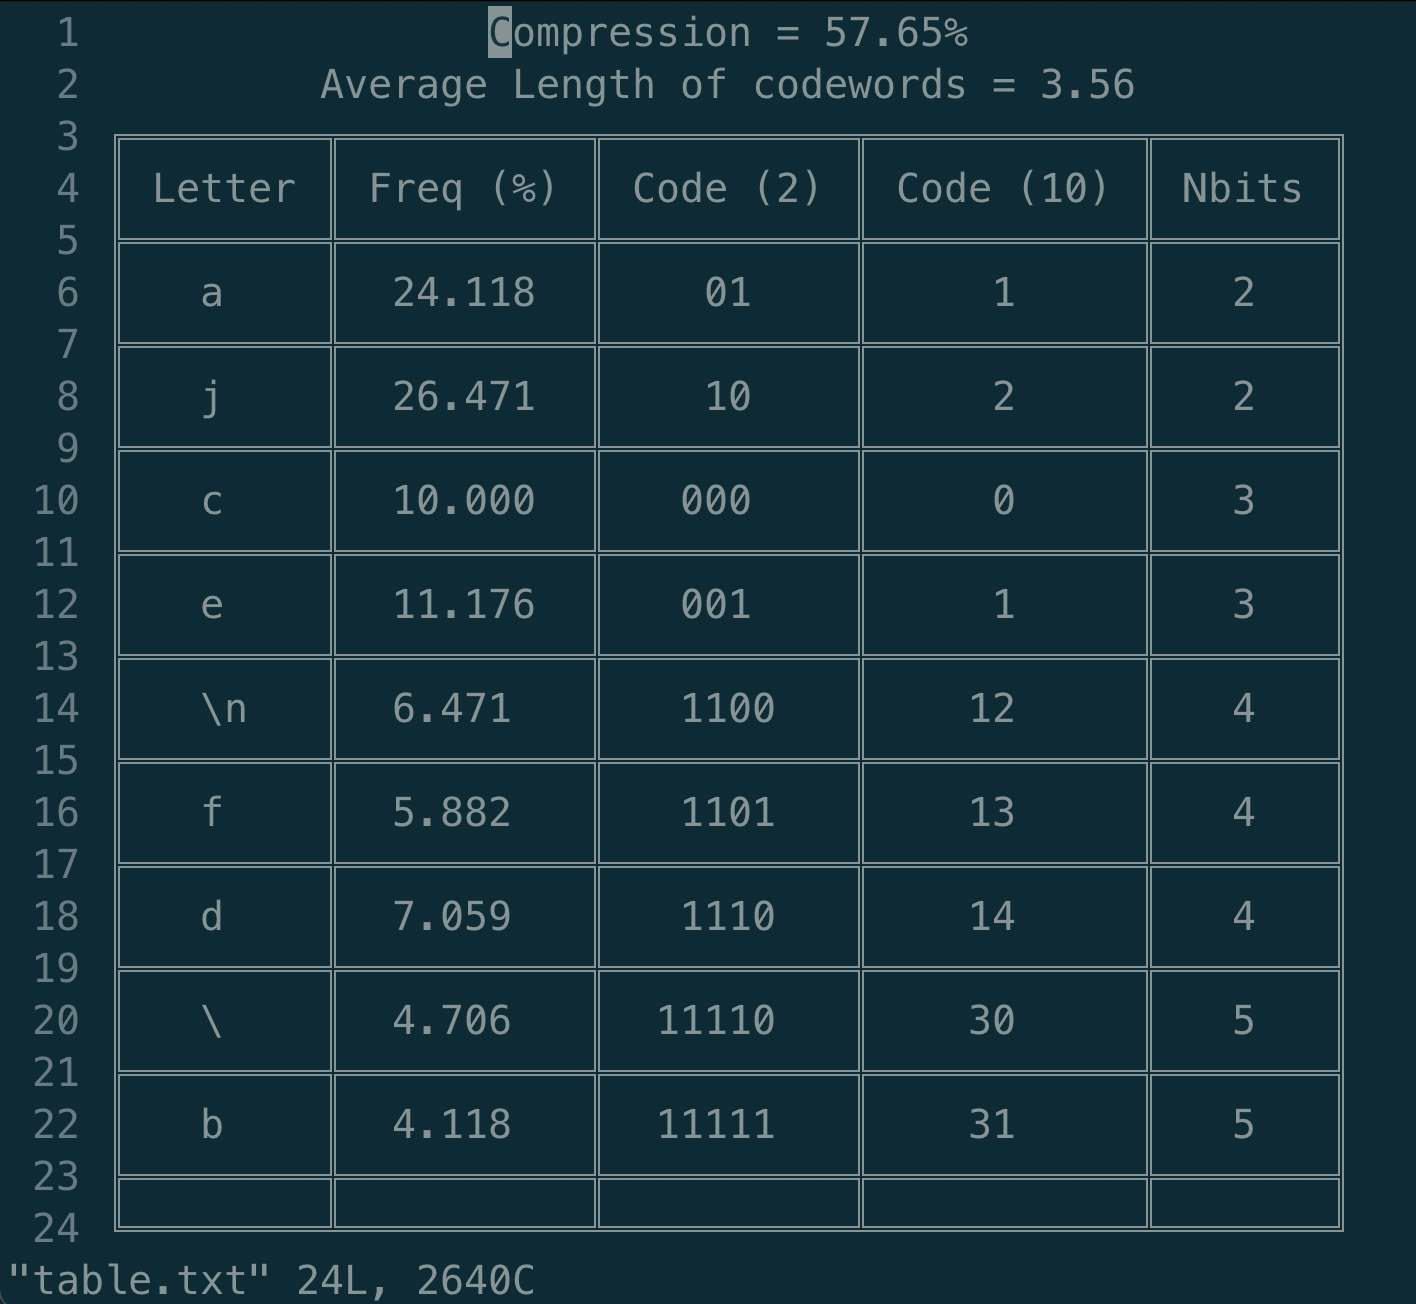 1 Compression = 57.65%
2 Average Length of codewords = 3.56
3
4 Letter Freq (%) Code (2) Code (10) Nbits
5
6 a 24.118 01 1 2
7
8 j 26.471 10 2 2
9
10 c 10.000 000 0 3
11
12 e 11.176 001 1 3
13
14 \n 6.471 1100 12 4
15
16 f 5.882 1101 13 4
17
18 d 7.059 1110 14 4
19
20 \ 4.706 11110 30 5
21
22 b 4.118 11111 31 5
23
24
"table.txt" 24L, 2640C